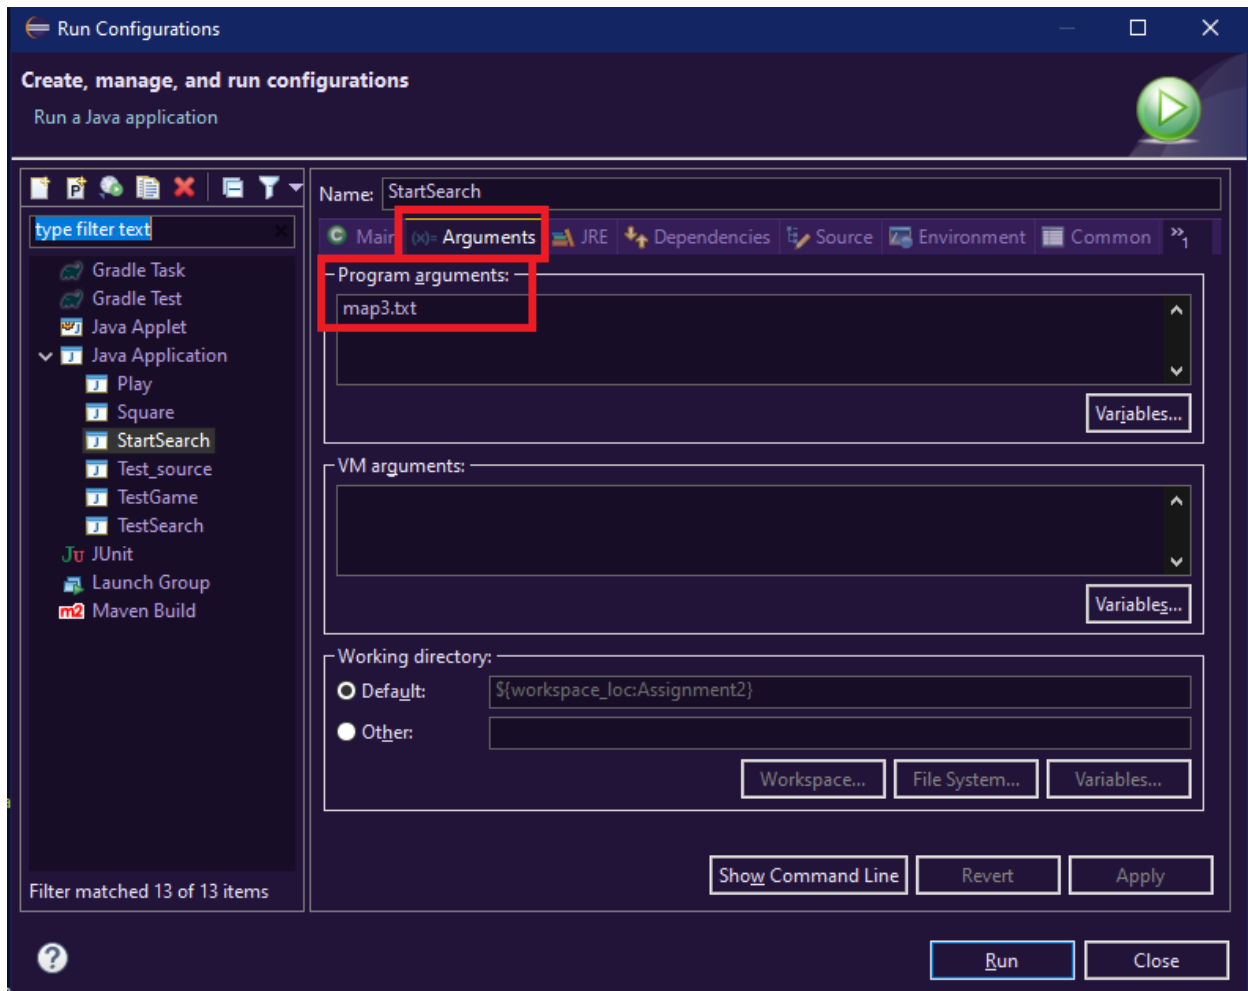 Run Configurations
Create, manage, and run configurations
Run a Java application
type filter text
Gradle Task
Gradle Test
Java Applet
Java Application
Play
Square
StartSearch
Test_source
TestGame
TestSearch
JUnit
Launch Group
Maven Build
Filter matched 13 of 13 items
Name: StartSearch
Main (x)= Arguments JRE Dependencies Source Environment Common »1
Program arguments:
map3.txt
Variables...
VM arguments:
Variables...
Working directory:
Default: ${workspace_loc:Assignment2}
Other:
Workspace... File System... Variables...
Show Command Line Revert Apply
Run Close